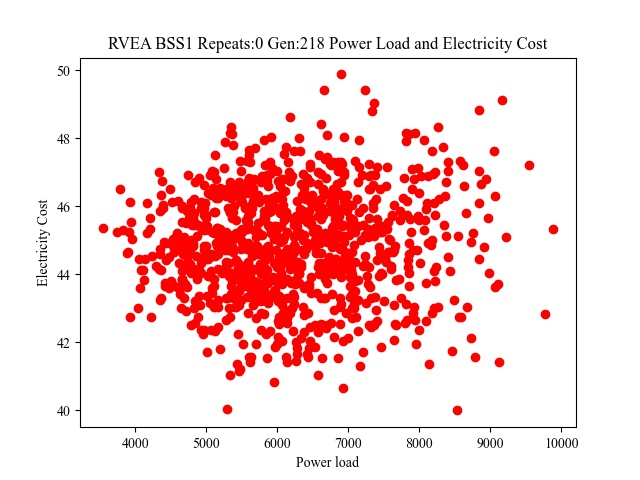 RVEA BSS1 Repeats:0 Gen:218 Power Load and Electricity Cost
50
48
46
44
42
40
Electricity Cost
4000 5000 6000 7000 8000 9000 10000
Power load